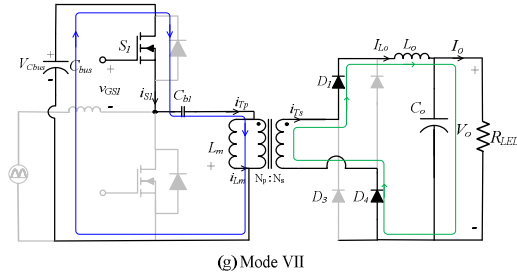 +
V_Cbus
C_bus
-
S_1
+
v_GS1
-
i_S1
C_b1
i_Tp
i_Ts
L_m
+
i_Lm
-
N_p:N_s
D_1
D_3
D_4
I_Lo
L_o
I_o
+
C_o
V_o
R_LED
-
(g) Mode VII